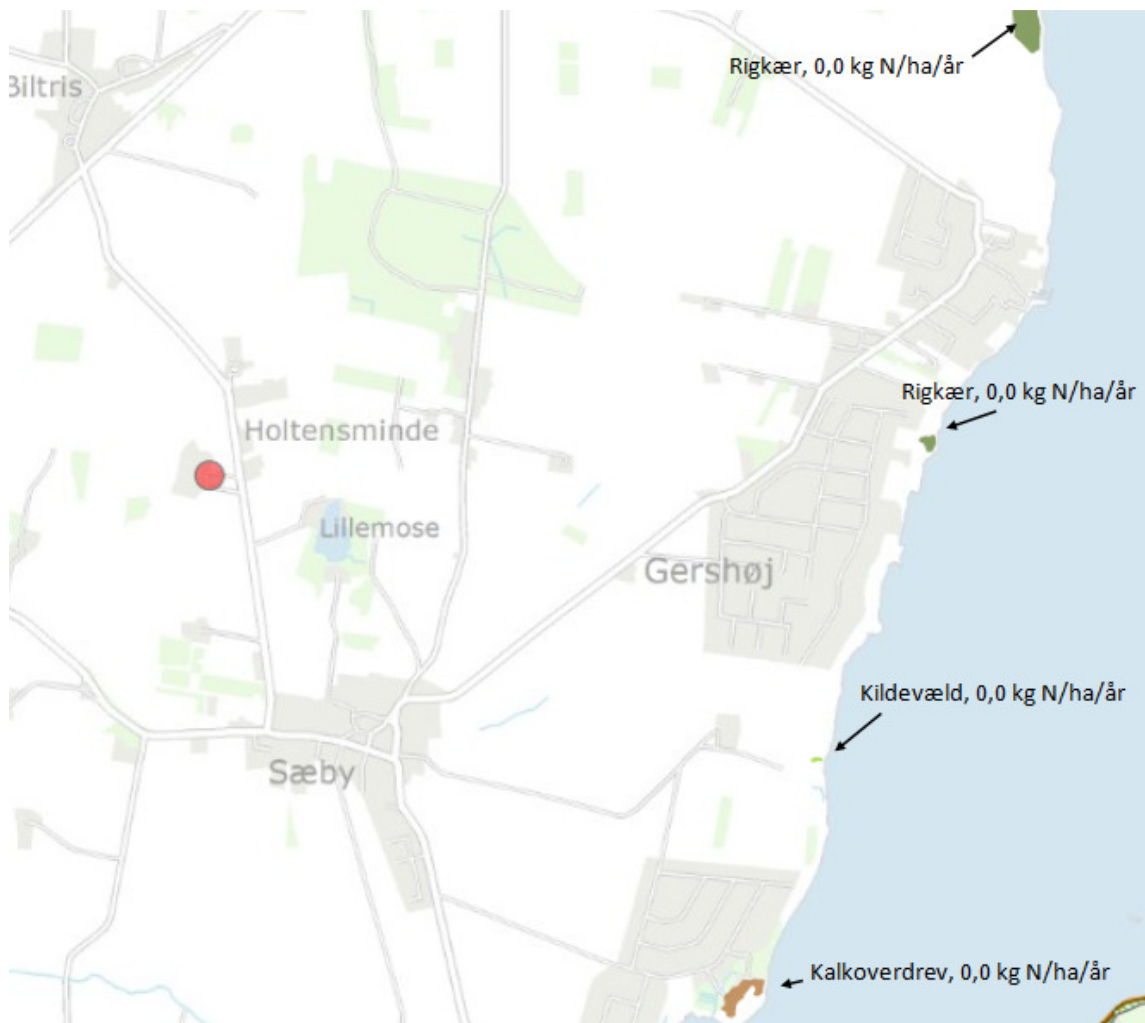 Rigkær, 0,0 kg N/ha/år
Biltris
Rigkær, 0,0 kg N/ha/år
Holtensminde
Lillemose
Gershøj
Kildevæld, 0,0 kg N/ha/år
Sæby
Kalkoverdrev, 0,0 kg N/ha/år